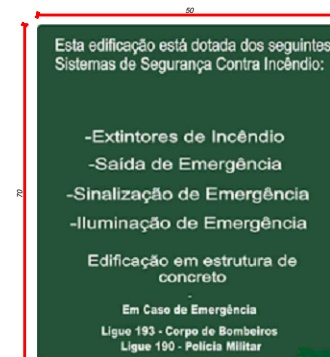 50
70
Esta edificação está dotada dos seguintes
Sistemas de Segurança Contra Incêndio:
-Extintores de Incêndio
-Saída de Emergência
-Sinalização de Emergência
-Iluminação de Emergência
Edificação em estrutura de
concreto
-
Em Caso de Emergência
Ligue 193 - Corpo de Bombeiros
Ligue 190 - Polícia Militar